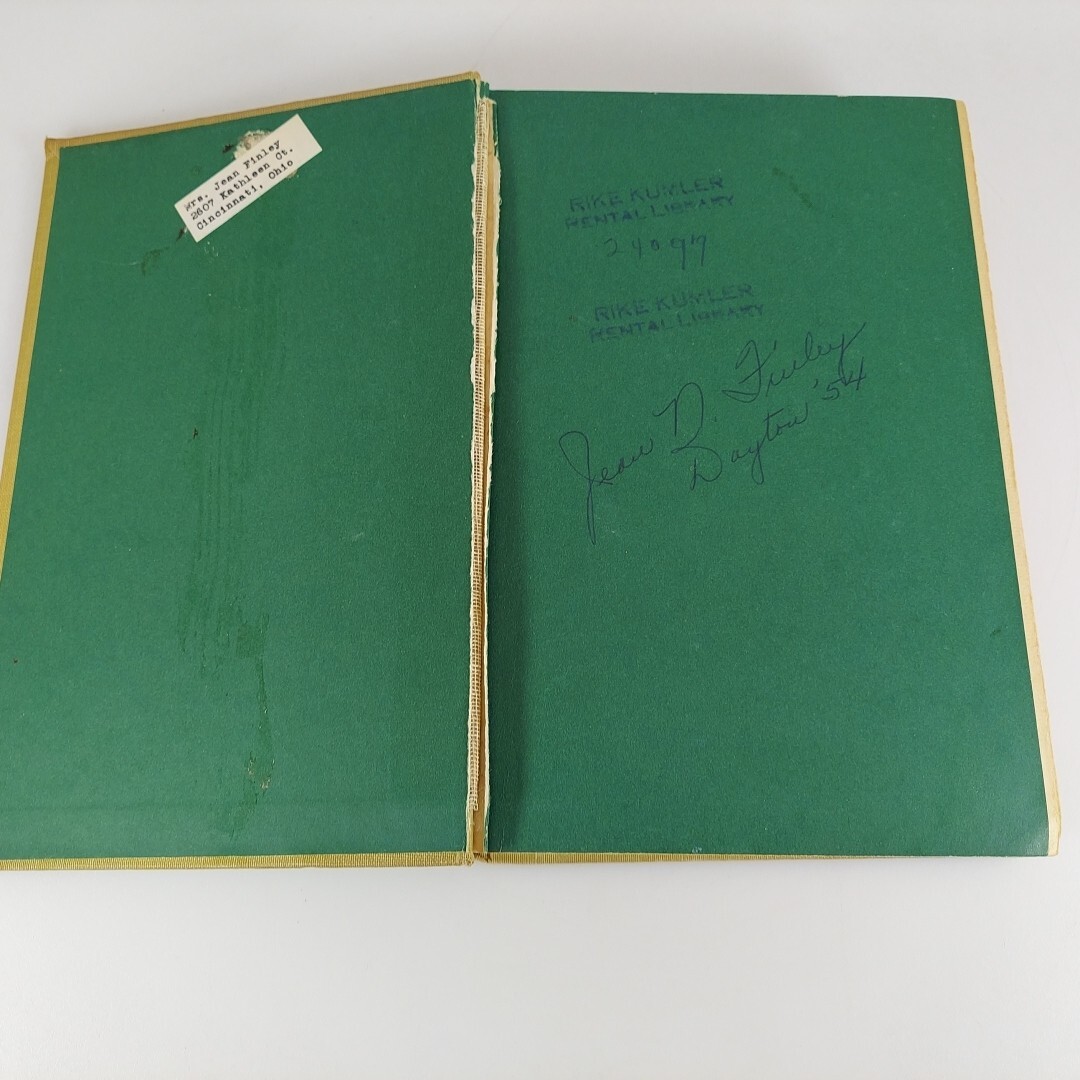 Mrs. Jean Finley
2607 Kathleen Ct.
Cincinnati, Ohio
RIKE KUMLER
RENTAL LIBRARY
24097
RIKE KUMLER
RENTAL LIBRARY
Jean D. Finley
Dayton '54